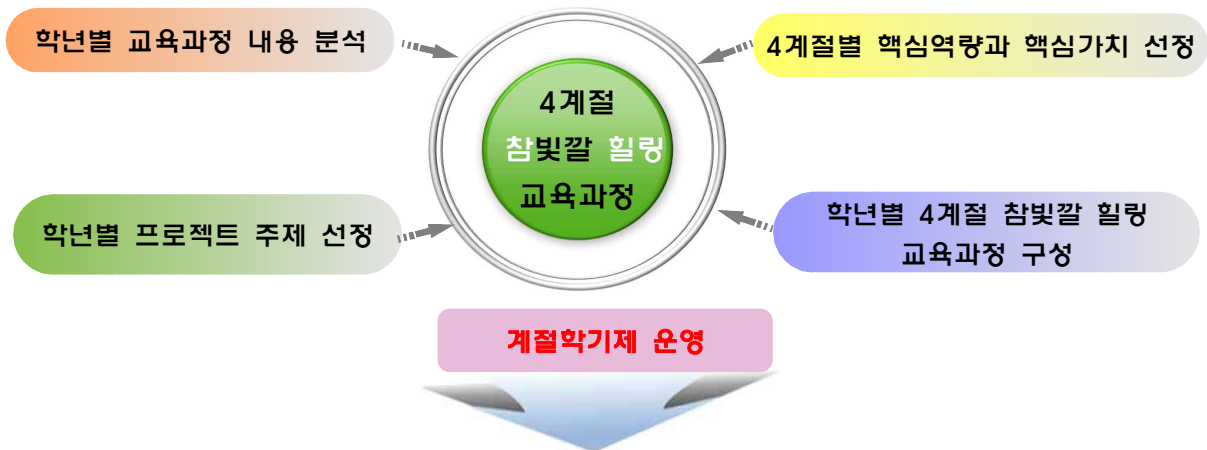 학년별 교육과정 내용 분석
4계절별 핵심역량과 핵심가치 선정
4계절
참빛깔 힐링
교육과정
학년별 프로젝트 주제 선정
학년별 4계절 참빛깔 힐링
교육과정 구성
계절학기제 운영